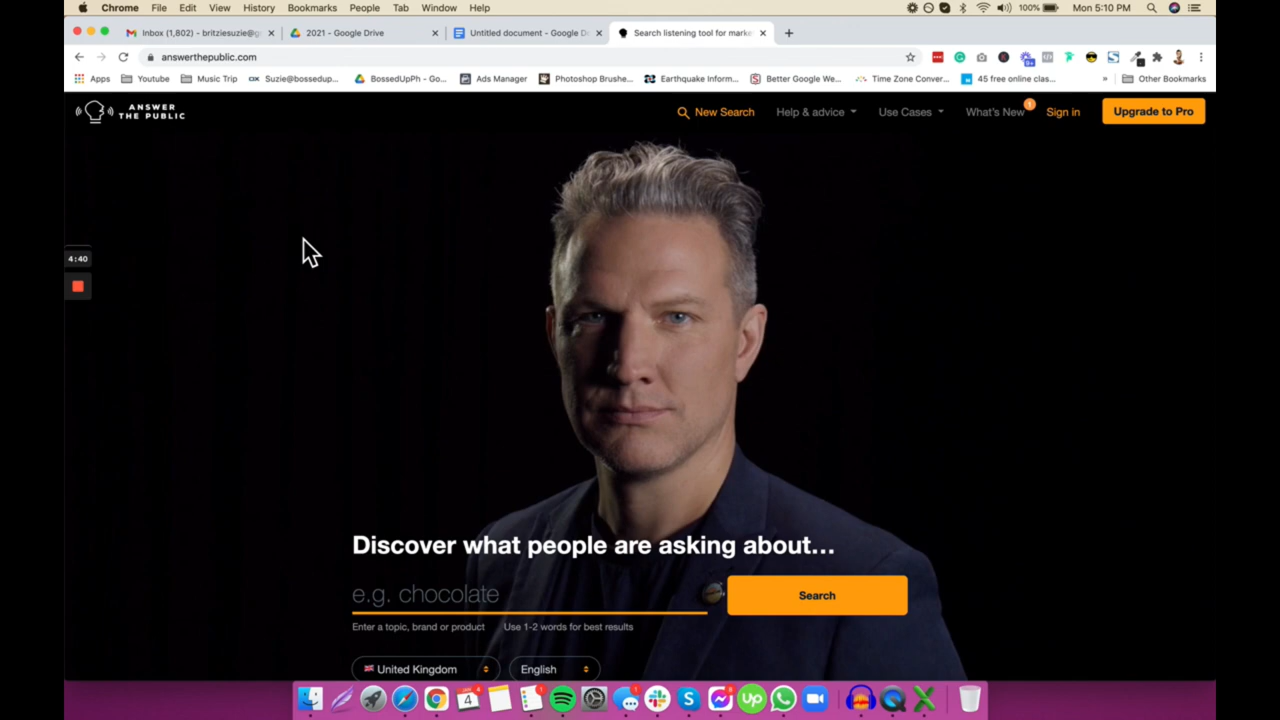 Chrome File Edit View History Bookmarks People Tab Window Help 100% Mon 5:10 PM
Inbox (1,802) - britziesuzie@g
2021 - Google Drive
Untitled document - Google D
Search listening tool for marke
answerthepublic.com
Apps Youtube Music Trip Suzie@bossedup... BossedUpPh - Go... Ads Manager Photoshop Brushe... Earthquake Inform... Better Google We... Time Zone Conver... 45 free online clas... » Other Bookmarks
ANSWER
THE PUBLIC
New Search Help & advice Use Cases What's New 1 Sign in Upgrade to Pro
4:40
Discover what people are asking about...
e.g. chocolate
Search
Enter a topic, brand or product Use 1-2 words for best results
United Kingdom English